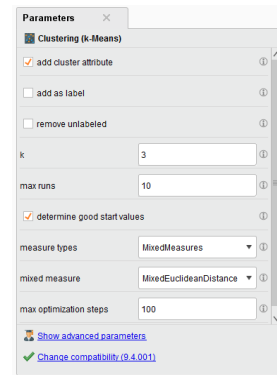 Parameters
Clustering (k-Means)
add cluster attribute
add as label
remove unlabeled
k 3
max runs 10
determine good start values
measure types MixedMeasures
mixed measure MixedEuclideanDistance
max optimization steps 100
Show advanced parameters
Change compatibility (9.4.001)